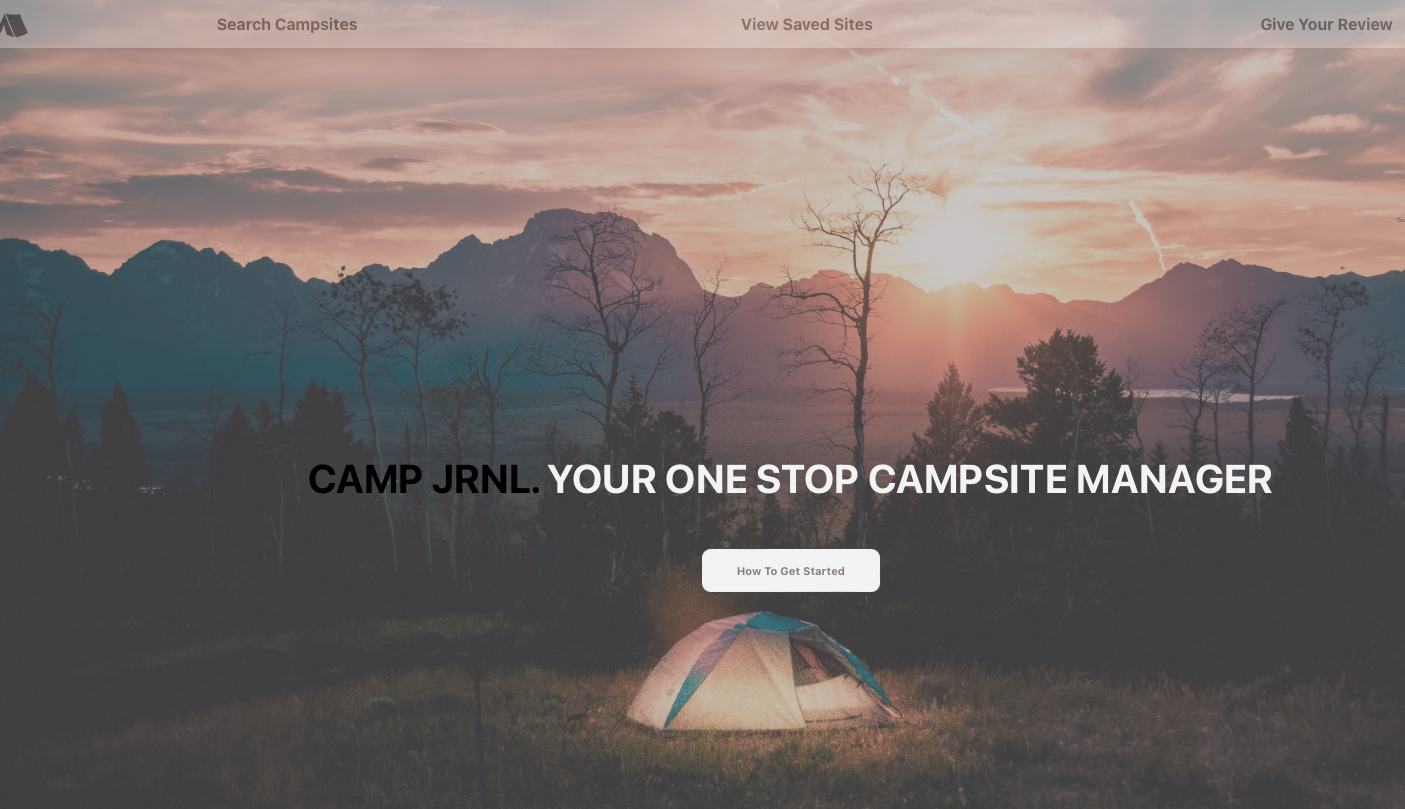 Search Campsites
View Saved Sites
Give Your Review
CAMP JRNL. YOUR ONE STOP CAMPSITE MANAGER
How To Get Started